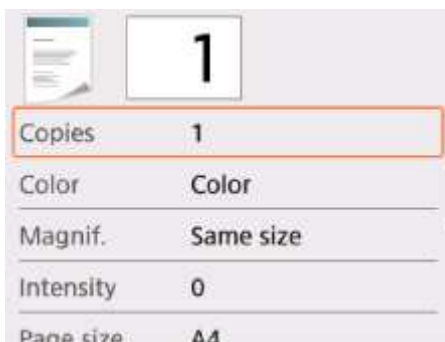 1
Copies 1
Color Color
Magnif. Same size
Intensity 0
Page size A4